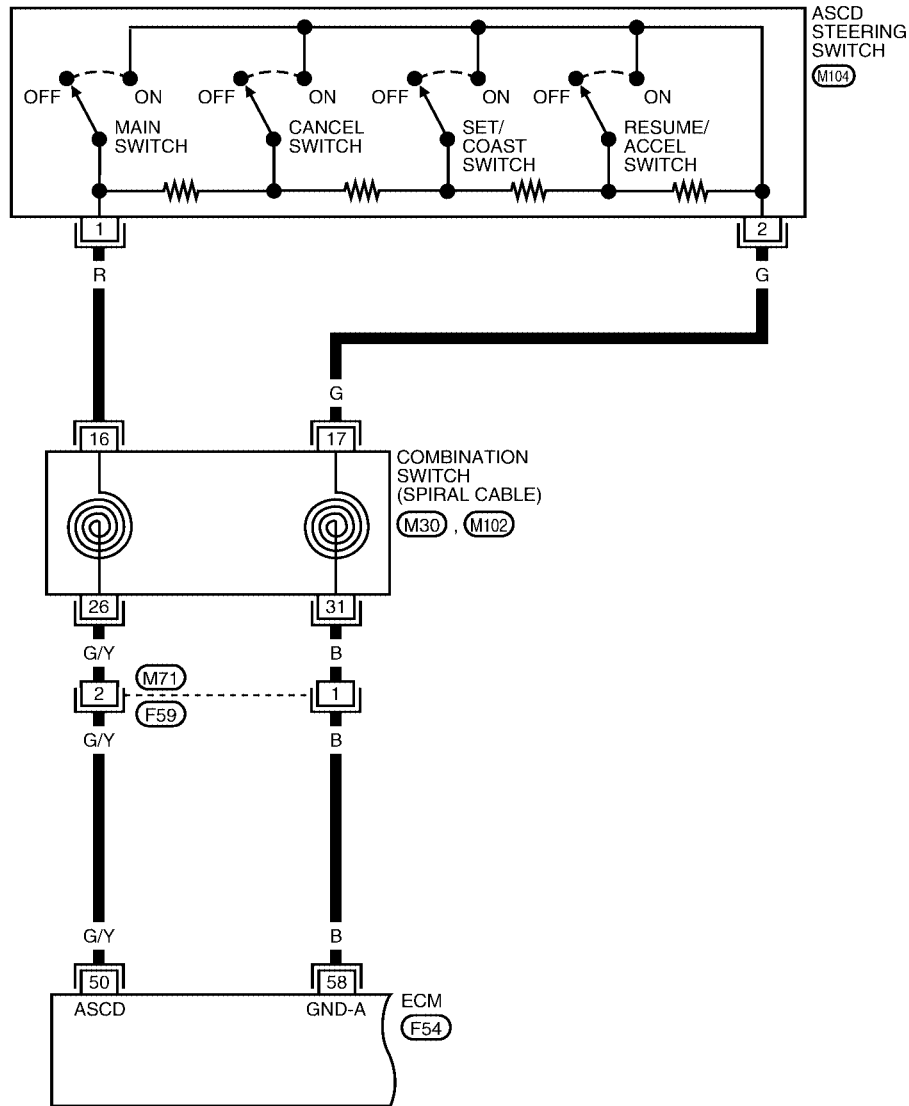 ASCD
STEERING
SWITCH
M104
OFF ON OFF ON OFF ON OFF ON
MAIN
SWITCH
CANCEL
SWITCH
SET/
COAST
SWITCH
RESUME/
ACCEL
SWITCH
1 2
R G
G
16 17
COMBINATION
SWITCH
(SPIRAL CABLE)
M30 , M102
26 31
G/Y B
2 M71 1
F59
G/Y B
G/Y B
50 58
ASCD GND-A
ECM
F54